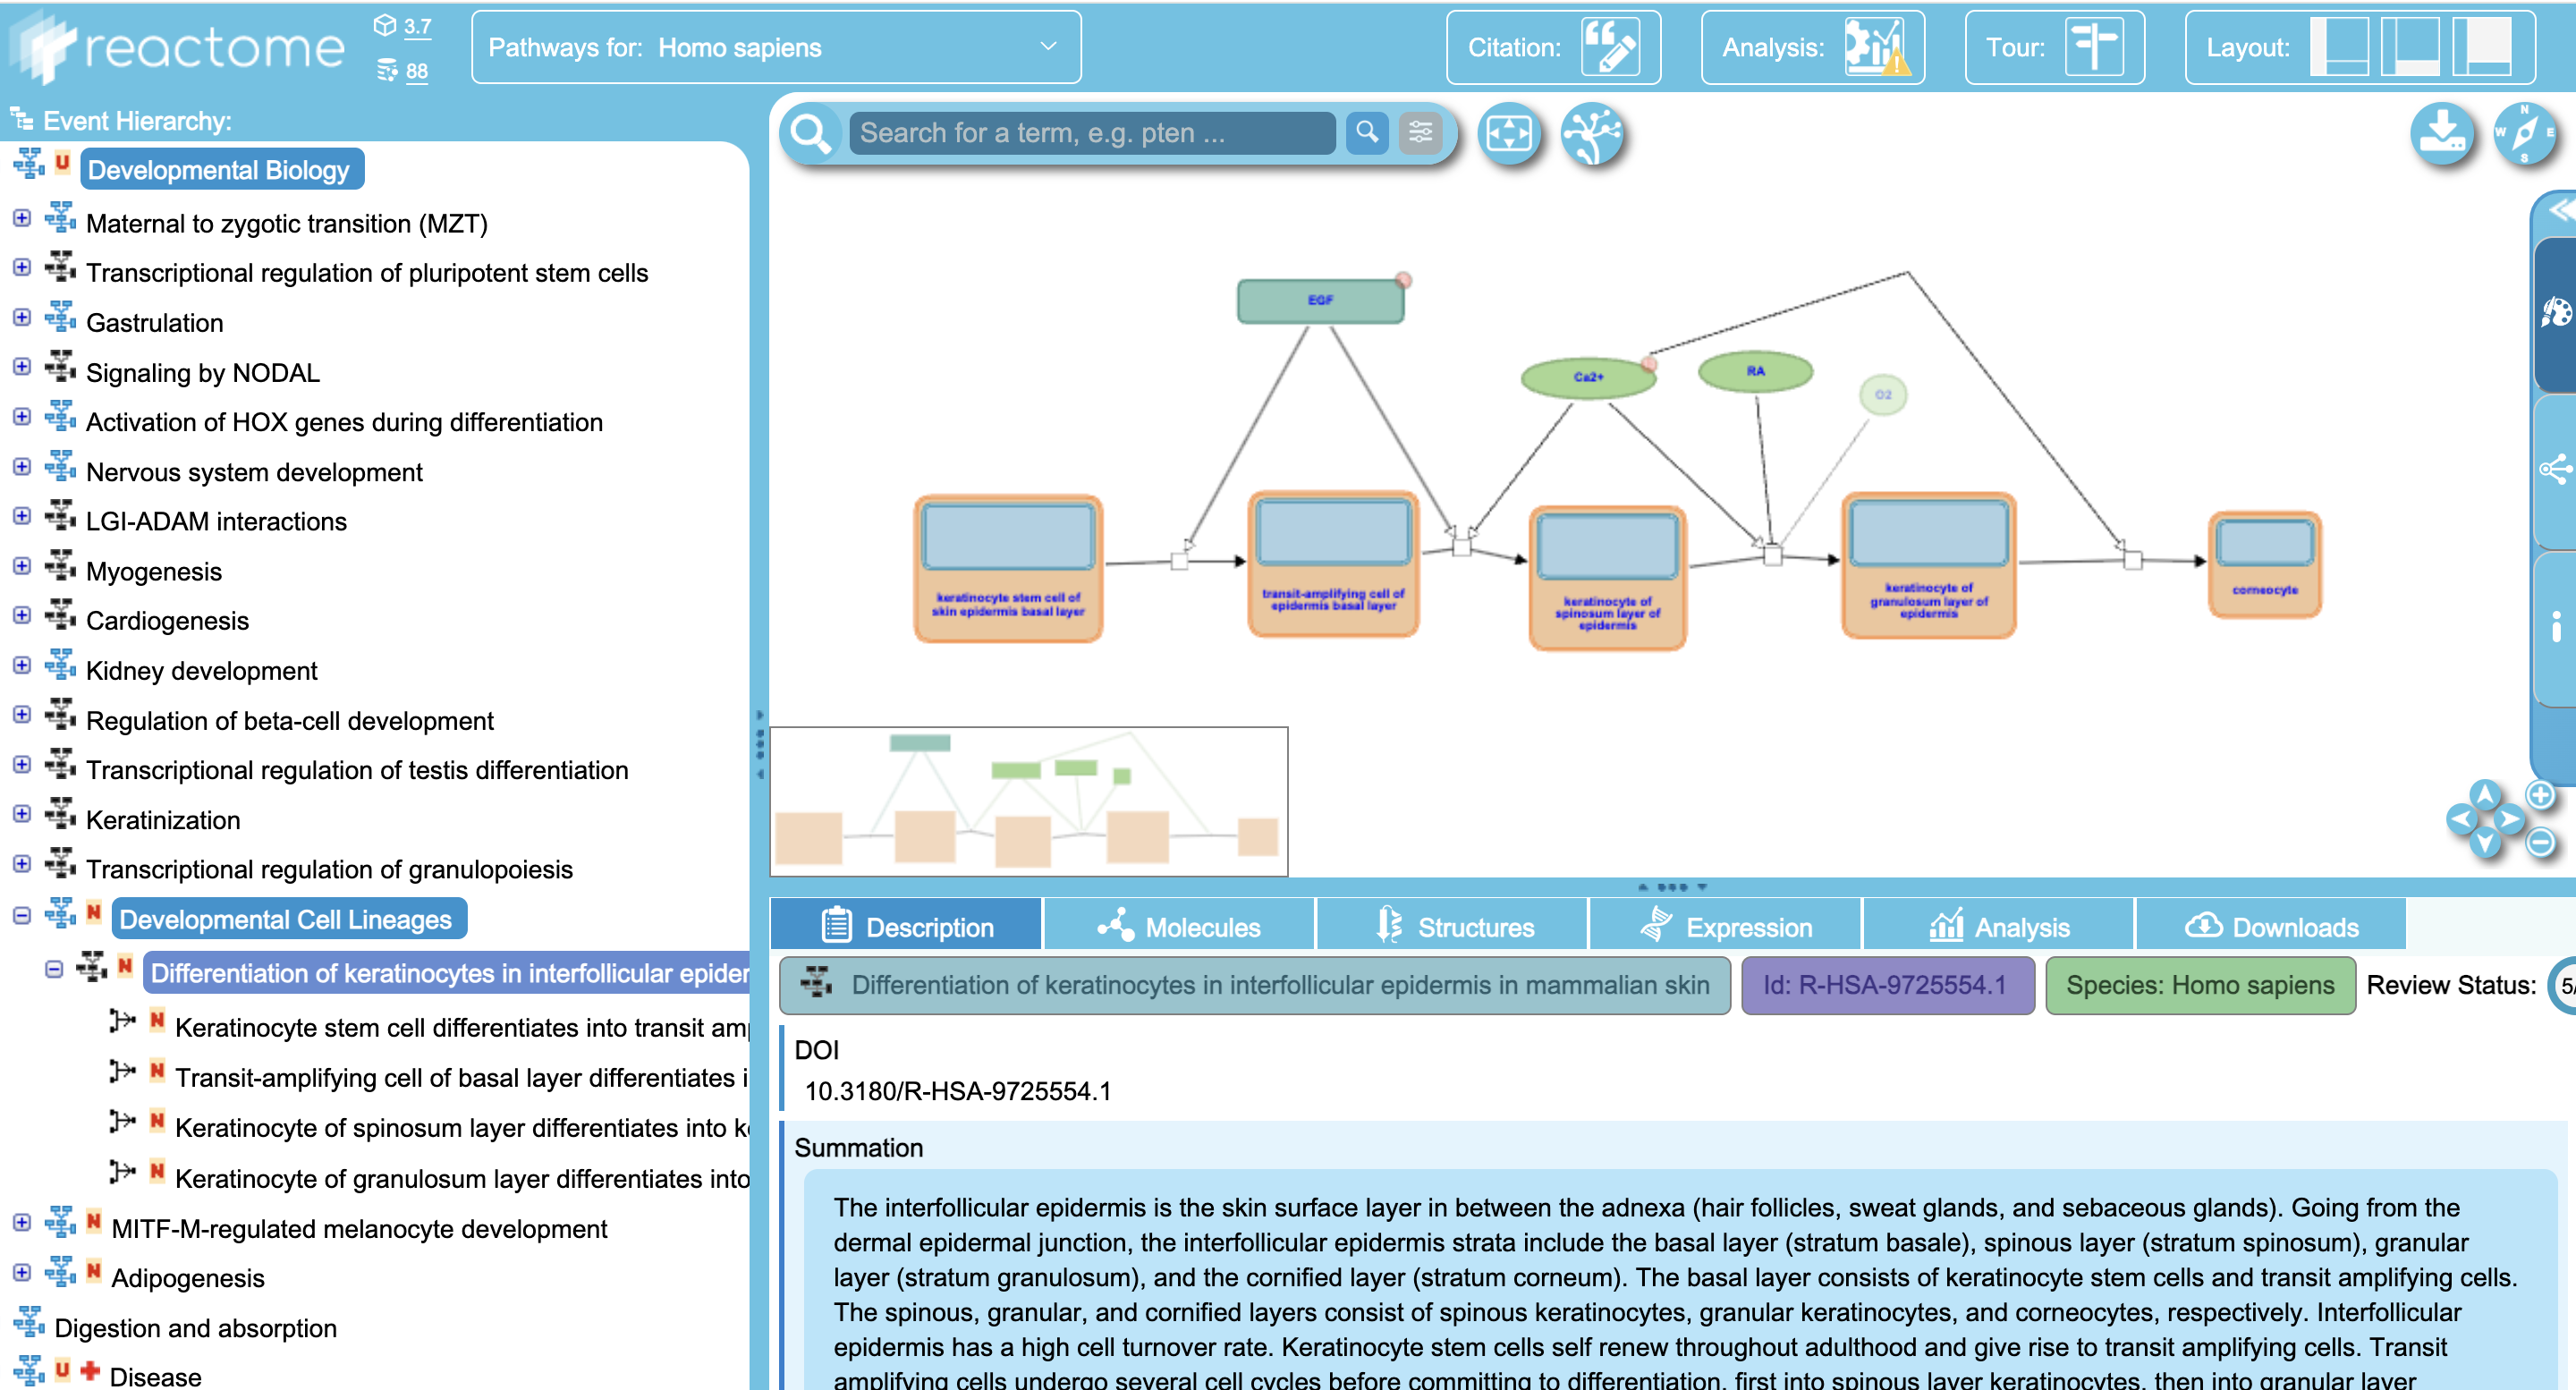 reactome
3.7
88
Pathways for: Homo sapiens
Citation:
Analysis:
Tour:
Layout:
Event Hierarchy:
U Developmental Biology
Maternal to zygotic transition (MZT)
Transcriptional regulation of pluripotent stem cells
Gastrulation
Signaling by NODAL
Activation of HOX genes during differentiation
Nervous system development
LGI-ADAM interactions
Myogenesis
Cardiogenesis
Kidney development
Regulation of beta-cell development
Transcriptional regulation of testis differentiation
Keratinization
Transcriptional regulation of granulopoiesis
N Developmental Cell Lineages
N Differentiation of keratinocytes in interfollicular epider
N Keratinocyte stem cell differentiates into transit am
N Transit-amplifying cell of basal layer differentiates i
N Keratinocyte of spinosum layer differentiates into k
N Keratinocyte of granulosum layer differentiates into
N MITF-M-regulated melanocyte development
N Adipogenesis
Digestion and absorption
U Disease
Search for a term, e.g. pten ...
N
W E
S
EGF
Ca2+
RA
O2
keratinocyte stem cell of
skin epidermis basal layer
transit-amplifying cell of
epidermis basal layer
keratinocyte of
spinosum layer of
epidermis
keratinocyte of
granulosum layer of
epidermis
corneocyte
Description
Molecules
Structures
Expression
Analysis
Downloads
Differentiation of keratinocytes in interfollicular epidermis in mammalian skin
Id: R-HSA-9725554.1
Species: Homo sapiens
Review Status: 5/
DOI
10.3180/R-HSA-9725554.1
Summation
The interfollicular epidermis is the skin surface layer in between the adnexa (hair follicles, sweat glands, and sebaceous glands). Going from the
dermal epidermal junction, the interfollicular epidermis strata include the basal layer (stratum basale), spinous layer (stratum spinosum), granular
layer (stratum granulosum), and the cornified layer (stratum corneum). The basal layer consists of keratinocyte stem cells and transit amplifying cells.
The spinous, granular, and cornified layers consist of spinous keratinocytes, granular keratinocytes, and corneocytes, respectively. Interfollicular
epidermis has a high cell turnover rate. Keratinocyte stem cells self renew throughout adulthood and give rise to transit amplifying cells. Transit
amplifying cells undergo several cell cycles before committing to differentiation, first into spinous layer keratinocytes, then into granular layer